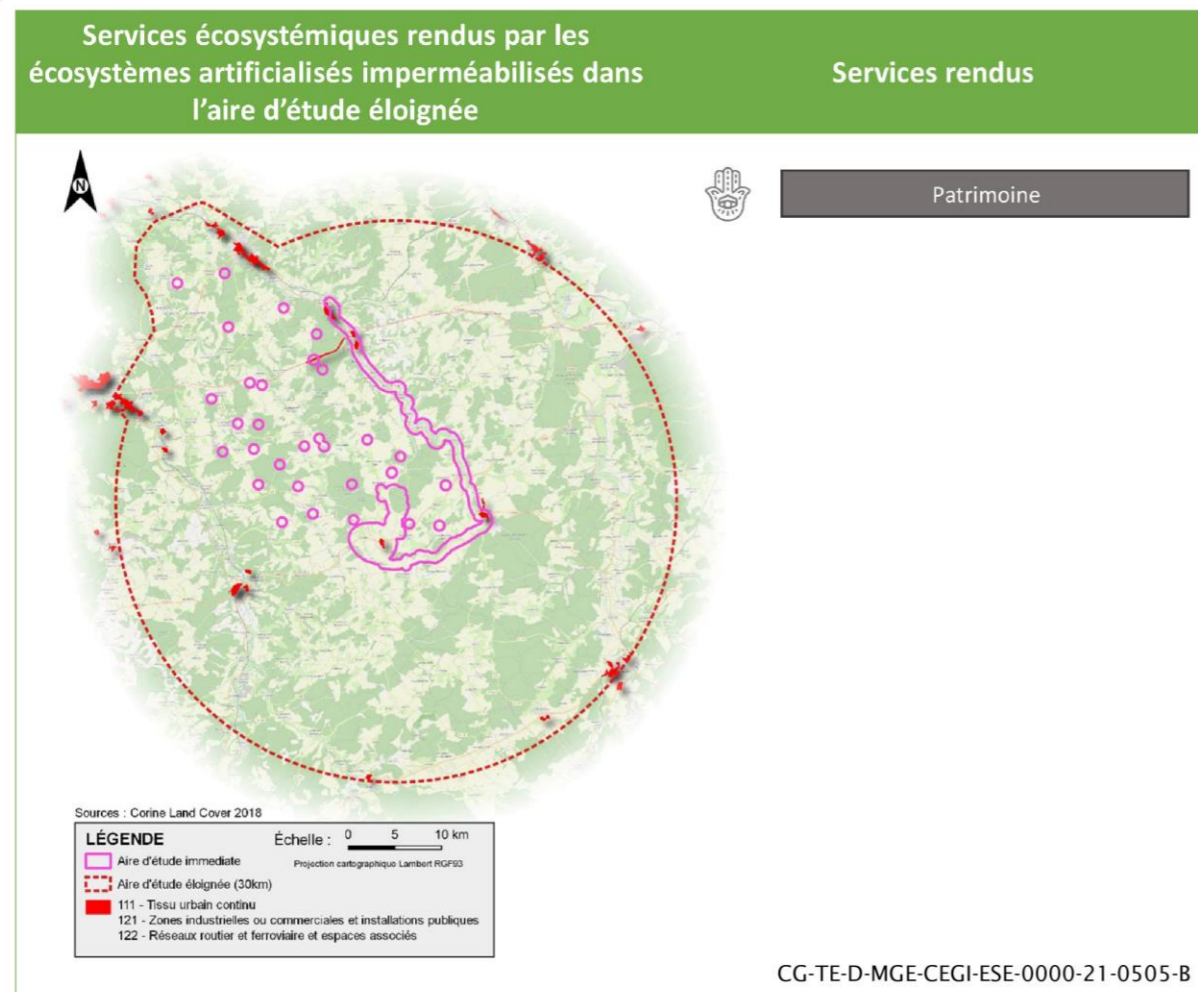 Services écosystémiques rendus par les
écosystèmes artificialisés imperméabilisés dans
l'aire d'étude éloignée
Services rendus
N
Patrimoine
Sources : Corine Land Cover 2018
LÉGENDE
Échelle : 0 5 10 km
Aire d'étude immediate
Projection cartographique Lambert RGF93
Aire d'étude éloignée (30km)
111 - Tissu urbain continu
121 - Zones industrielles ou commerciales et installations publiques
122 - Réseaux routier et ferroviaire et espaces associés
CG-TE-D-MGE-CEGI-ESE-0000-21-0505-B